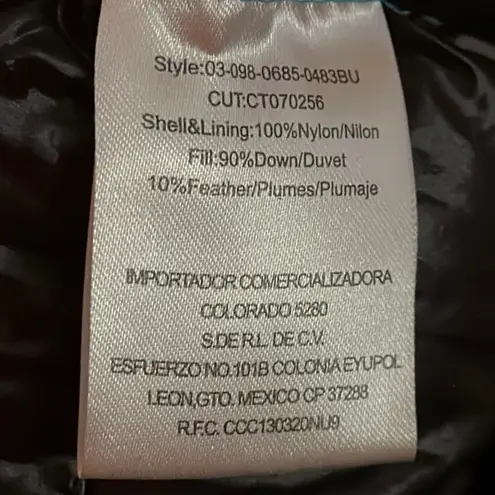 Style:03-098-0685-0483BU
CUT:CT070256
Shell&Lining:100%Nylon/Nilon
Fill:90%Down/Duvet
10%Feather/Plumes/Plumaje
IMPORTADOR COMERCIALIZADORA
COLORADO 5280
S.DE R.L. DE C.V.
ESFUERZO NO.101B COLONIA EYUPOL
LEON,GTO. MEXICO CP 37288
R.F.C. CCC130320NU9